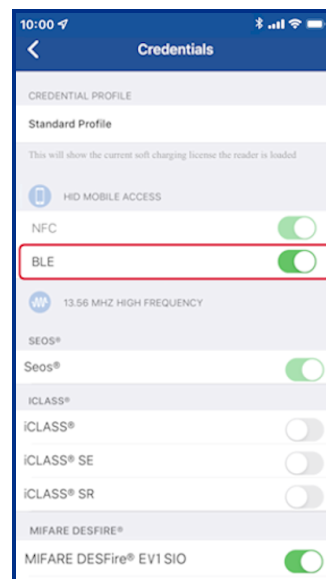 10:00
Credentials
CREDENTIAL PROFILE
Standard Profile
This will show the current soft charging license the reader is loaded
HID MOBILE ACCESS
NFC
BLE
13.56 MHZ HIGH FREQUENCY
SEOS®
Seos®
ICLASS®
iCLASS®
iCLASS® SE
iCLASS® SR
MIFARE DESFIRE®
MIFARE DESFire® EV1 SIO